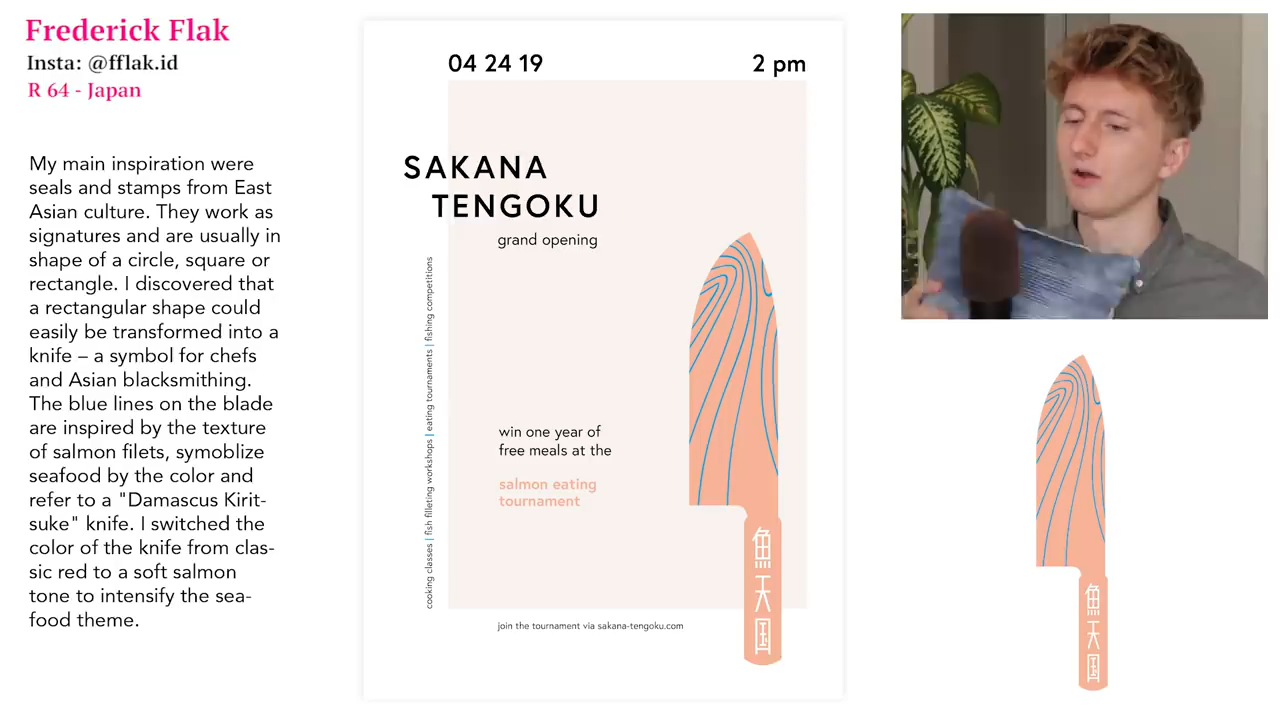 Frederick Flak
Insta: @fflak.id
R 64 - Japan
My main inspiration were
seals and stamps from East
Asian culture. They work as
signatures and are usually in
shape of a circle, square or
rectangle. I discovered that
a rectangular shape could
easily be transformed into a
knife – a symbol for chefs
and Asian blacksmithing.
The blue lines on the blade
are inspired by the texture
of salmon filets, symoblize
seafood by the color and
refer to a "Damascus Kirit-
suke" knife. I switched the
color of the knife from clas-
sic red to a soft salmon
tone to intensify the sea-
food theme.
04 24 19
2 pm
SAKANA
TENGOKU
grand opening
cooking classes | fish filleting workshops | eating tournaments | fishing competitions
win one year of
free meals at the
salmon eating
tournament
魚天国
join the tournament via sakana-tengoku.com
魚天国